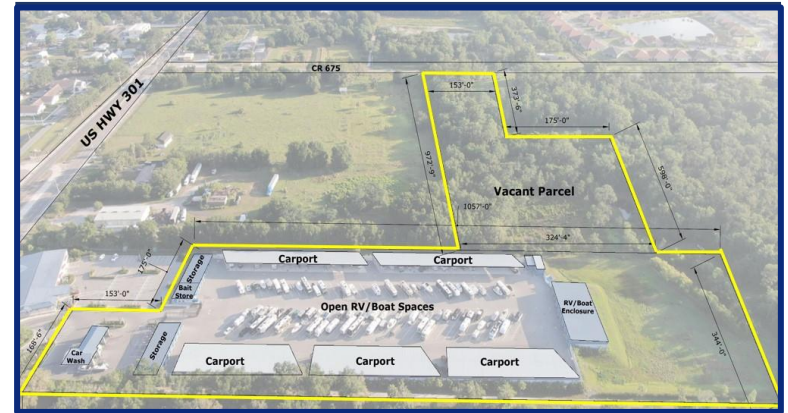 CR 675
US HWY 301
153'-0"
373'-6"
175'-0"
972'-9"
598'-0"
Vacant Parcel
1057'-0"
324'-4"
175'-0"
Storage
Carport
Carport
Bait
Store
153'-0"
Open RV/Boat Spaces
RV/Boat
Enclosure
168'-6"
344'-0"
Car
Wash
Storage
Carport
Carport
Carport